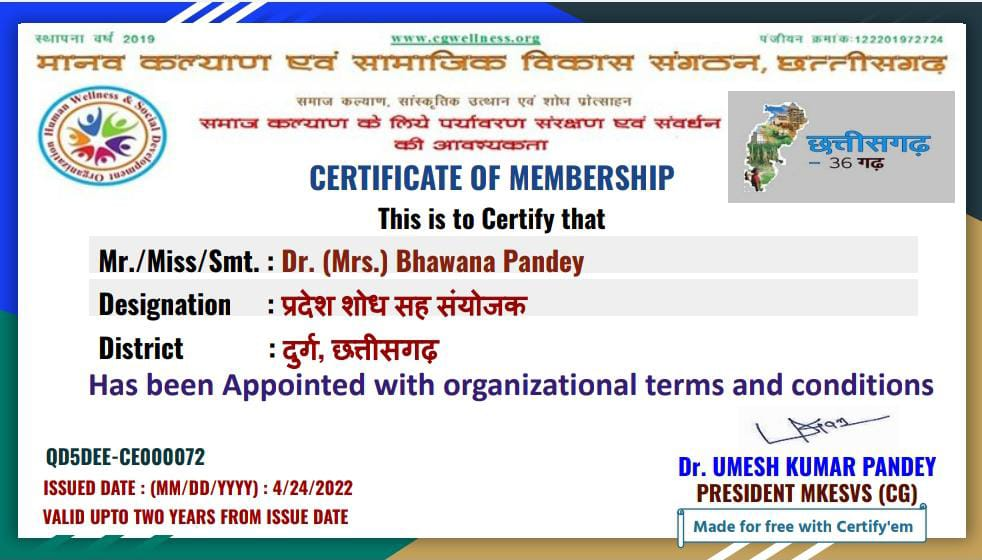 स्थापना वर्ष 2019
www.cgwellness.org
पंजीयन क्रमांक:122201972724
मानव कल्याण एवं सामाजिक विकास संगठन, छत्तीसगढ़
Human Wellness & Social Development Organization
समाज कल्याण, सांस्कृतिक उत्थान एवं शोध प्रोत्साहन
समाज कल्याण के लिये पर्यावरण संरक्षण एवं संवर्धन
की आवश्यकता
छत्तीसगढ़
– 36 गढ़
CERTIFICATE OF MEMBERSHIP
This is to Certify that
Mr./Miss/Smt. : Dr. (Mrs.) Bhawana Pandey
Designation : प्रदेश शोध सह संयोजक
District : दुर्ग, छत्तीसगढ़
Has been Appointed with organizational terms and conditions
QD5DEE-CE000072
ISSUED DATE : (MM/DD/YYYY) : 4/24/2022
VALID UPTO TWO YEARS FROM ISSUE DATE
Dr. UMESH KUMAR PANDEY
PRESIDENT MKESVS (CG)
Made for free with Certify'em